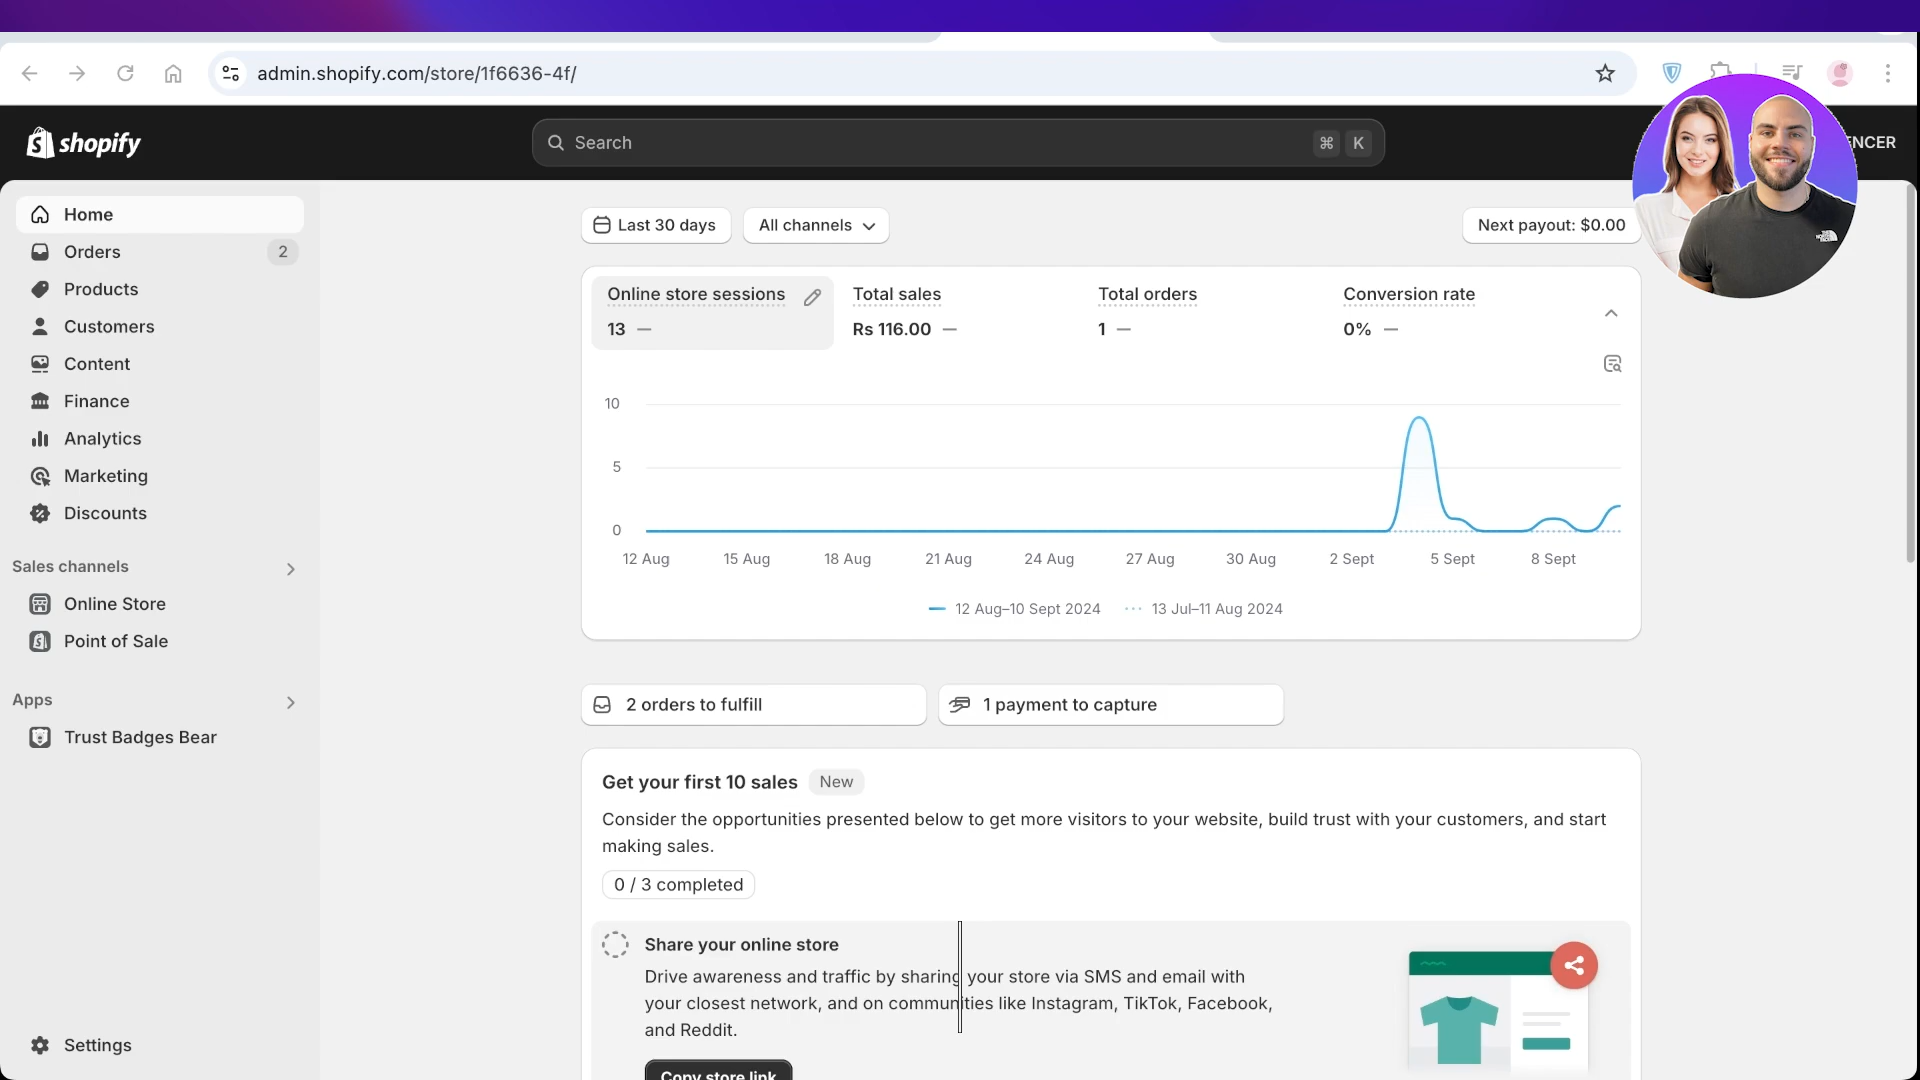 admin.shopify.com/store/1f6636-4f/
shopify
Search
⌘ K
NCER
Home
Orders 2
Products
Customers
Content
Finance
Analytics
Marketing
Discounts
Sales channels
Online Store
Point of Sale
Apps
Trust Badges Bear
Settings
Last 30 days
All channels
Next payout: $0.00
Online store sessions
13 —
Total sales
Rs 116.00 —
Total orders
1 —
Conversion rate
0% —
10
5
0
12 Aug 15 Aug 18 Aug 21 Aug 24 Aug 27 Aug 30 Aug 2 Sept 5 Sept 8 Sept
12 Aug–10 Sept 2024 13 Jul–11 Aug 2024
2 orders to fulfill
1 payment to capture
Get your first 10 sales New
Consider the opportunities presented below to get more visitors to your website, build trust with your customers, and start
making sales.
0 / 3 completed
Share your online store
Drive awareness and traffic by sharing your store via SMS and email with
your closest network, and on communities like Instagram, TikTok, Facebook,
and Reddit.
Copy store link